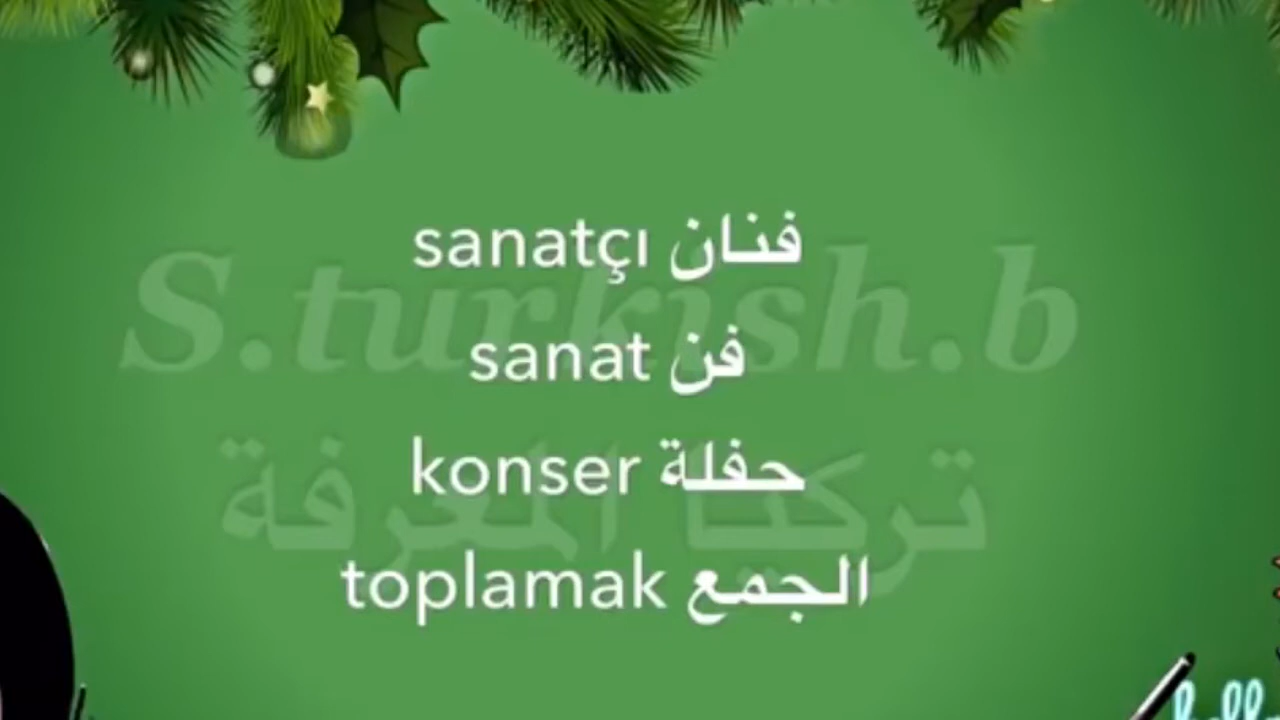 sanatçı فنان
S.turkish.b
sanat فن
konser حفلة
تركيا المعرفة
toplamak الجمع